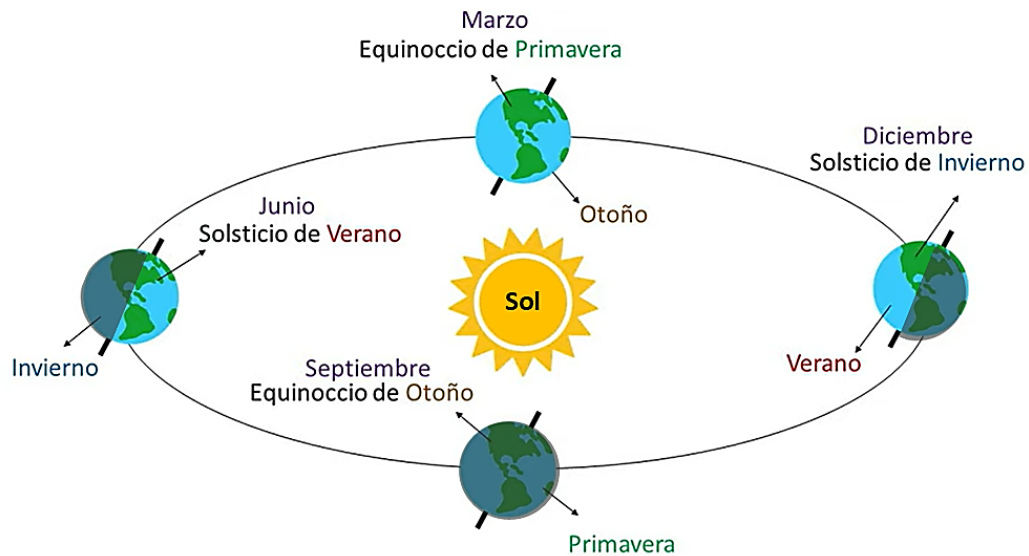 Marzo
Equinoccio de Primavera
Diciembre
Solsticio de Invierno
Otoño
Junio
Solsticio de Verano
Sol
Invierno
Verano
Septiembre
Equinoccio de Otoño
Primavera